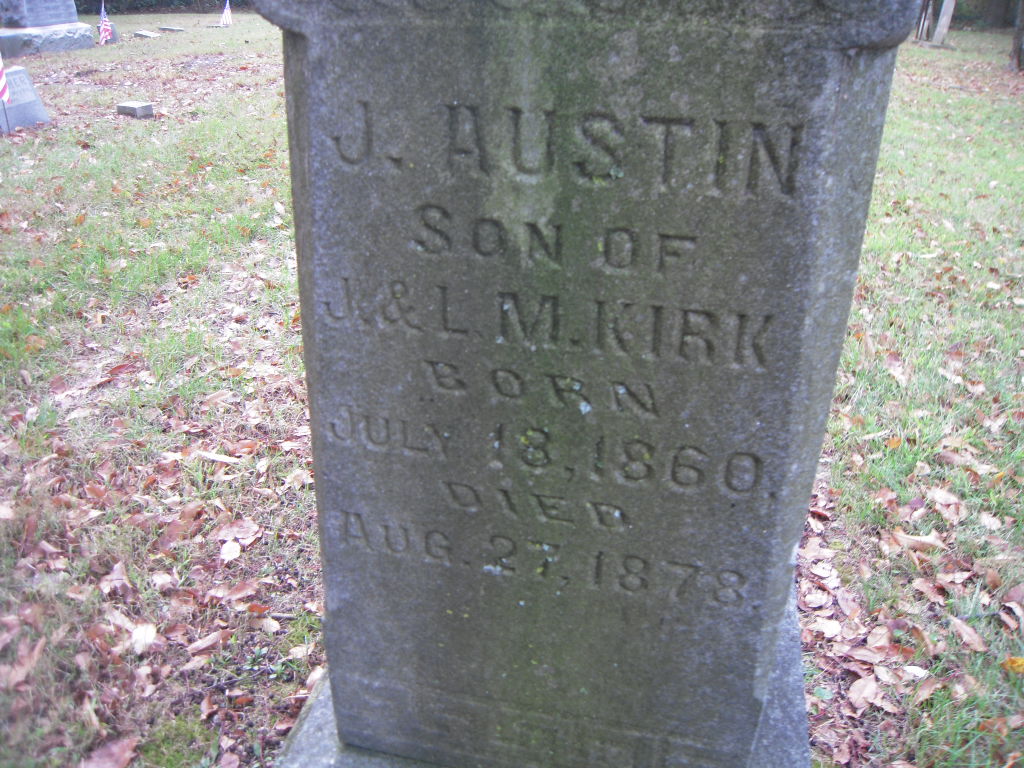 J. AUSTIN
SON OF
J. & L. M. KIRK
BORN
JULY 18, 1860.
DIED
AUG. 27, 1878